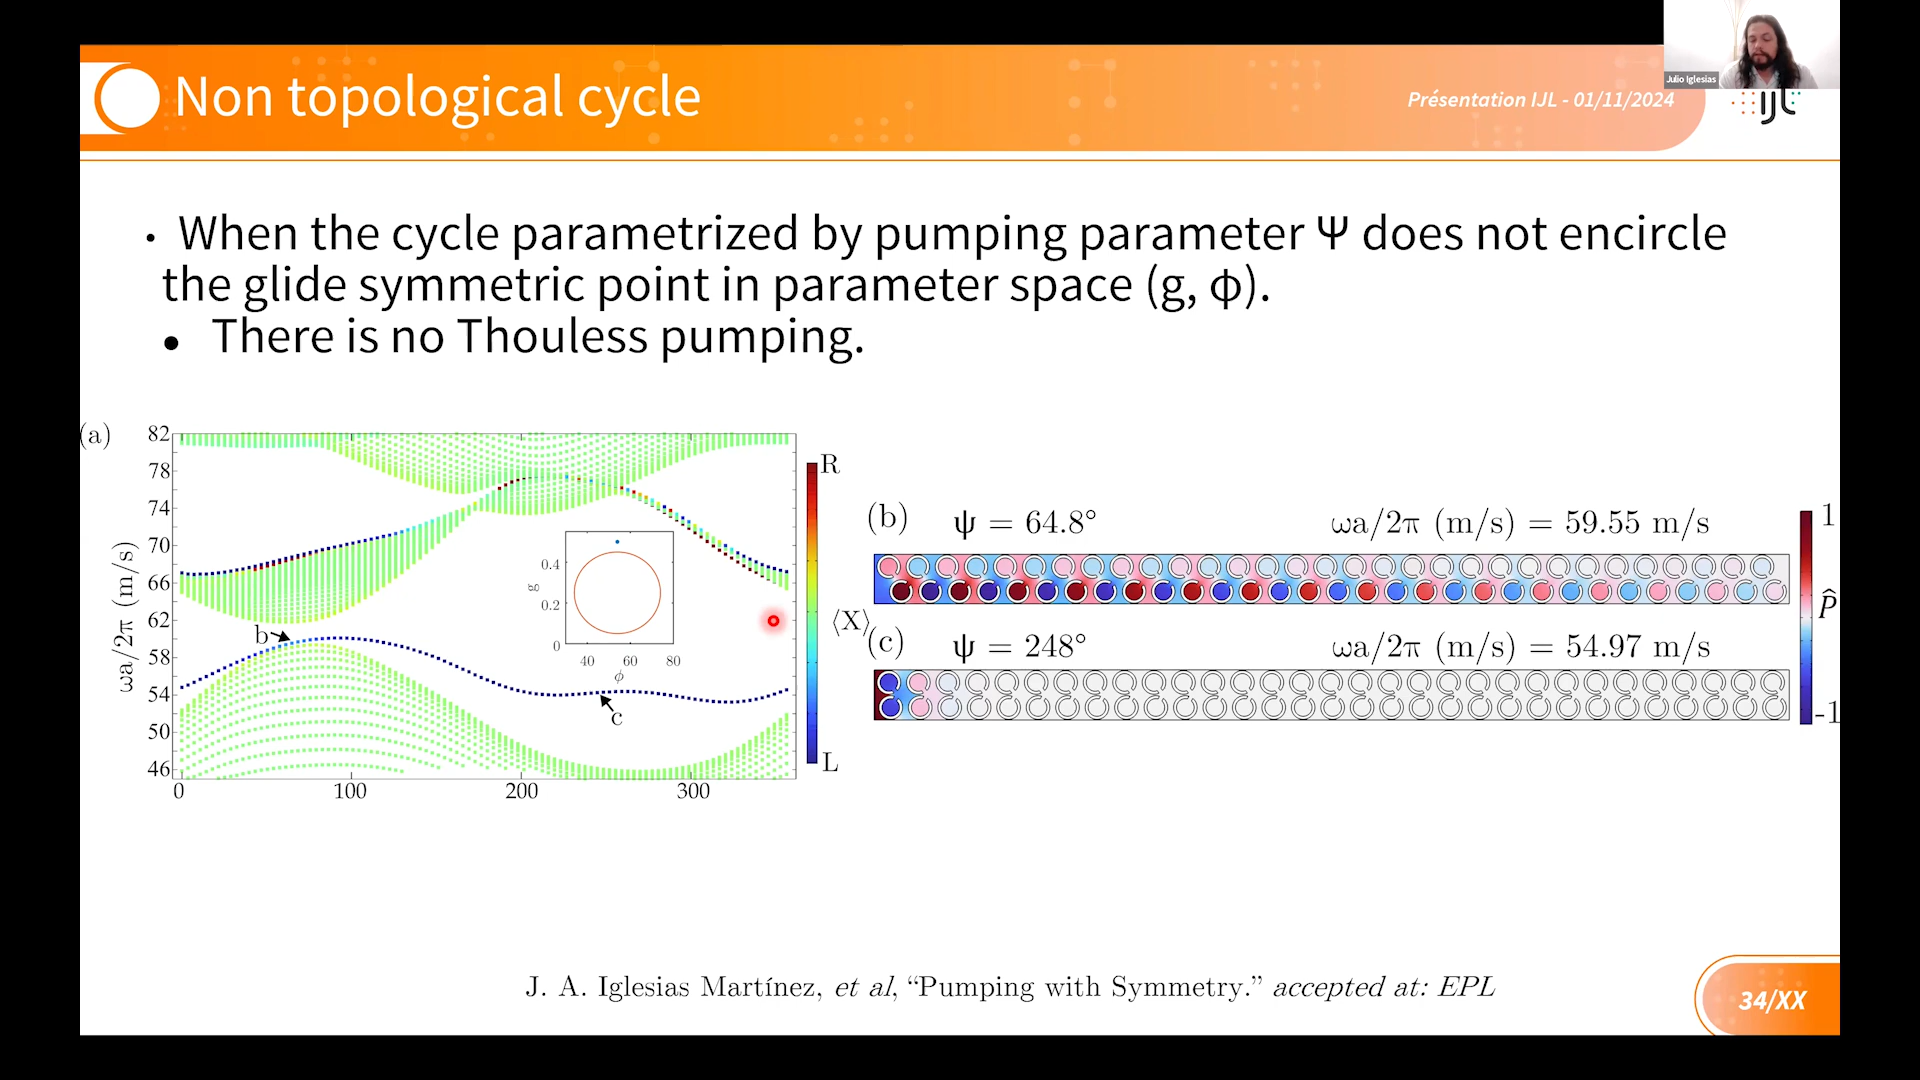 Julio Iglesias
Non topological cycle
Présentation IJL - 01/11/2024
ijL
· When the cycle parametrized by pumping parameter Ψ does not encircle
the glide symmetric point in parameter space (g, ϕ).
● There is no Thouless pumping.
(a)
82
78
74
70
66
62
58
54
50
46
ωa/2π (m/s)
0 100 200 300
b
c
g
0.4
0.2
0
40 60 80
ϕ
R
⟨X⟩
L
(b) ψ = 64.8° ωa/2π (m/s) = 59.55 m/s
(c) ψ = 248° ωa/2π (m/s) = 54.97 m/s
1
P̂
-1
J. A. Iglesias Martínez, et al, “Pumping with Symmetry.” accepted at: EPL
34/XX